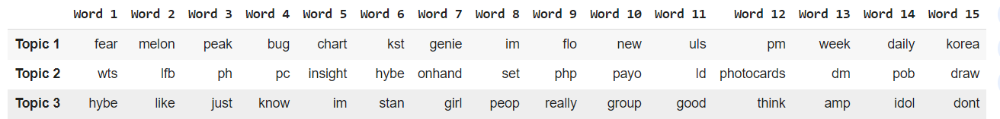 Word 1 Word 2 Word 3 Word 4 Word 5 Word 6 Word 7 Word 8 Word 9 Word 10 Word 11 Word 12 Word 13 Word 14 Word 15
Topic 1 fear melon peak bug chart kst genie im flo new uls pm week daily korea
Topic 2 wts lfb ph pc insight hybe onhand set php payo ld photocards dm pob draw
Topic 3 hybe like just know im stan girl peop really group good think amp idol dont